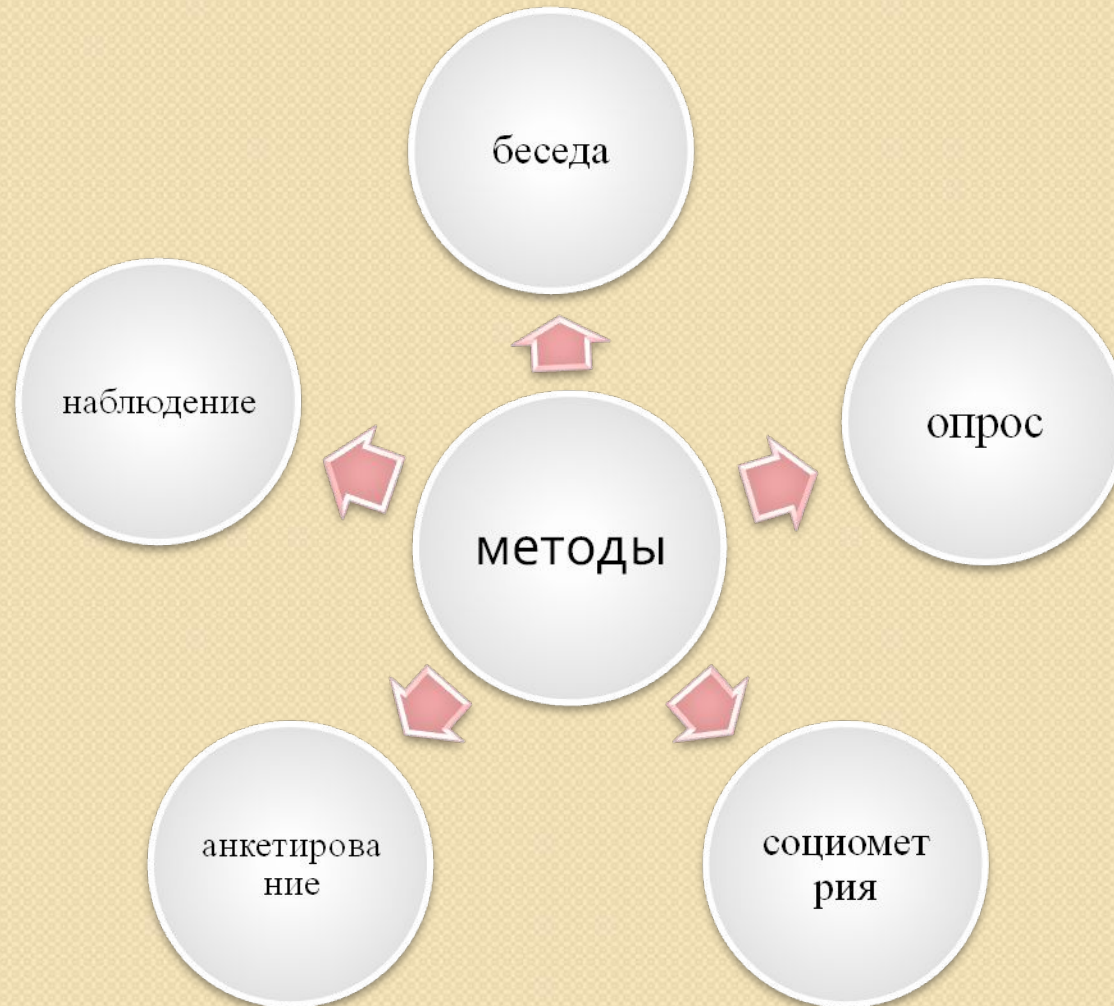 беседа
наблюдение
опрос
методы
анкетирова
ние
социомет
рия